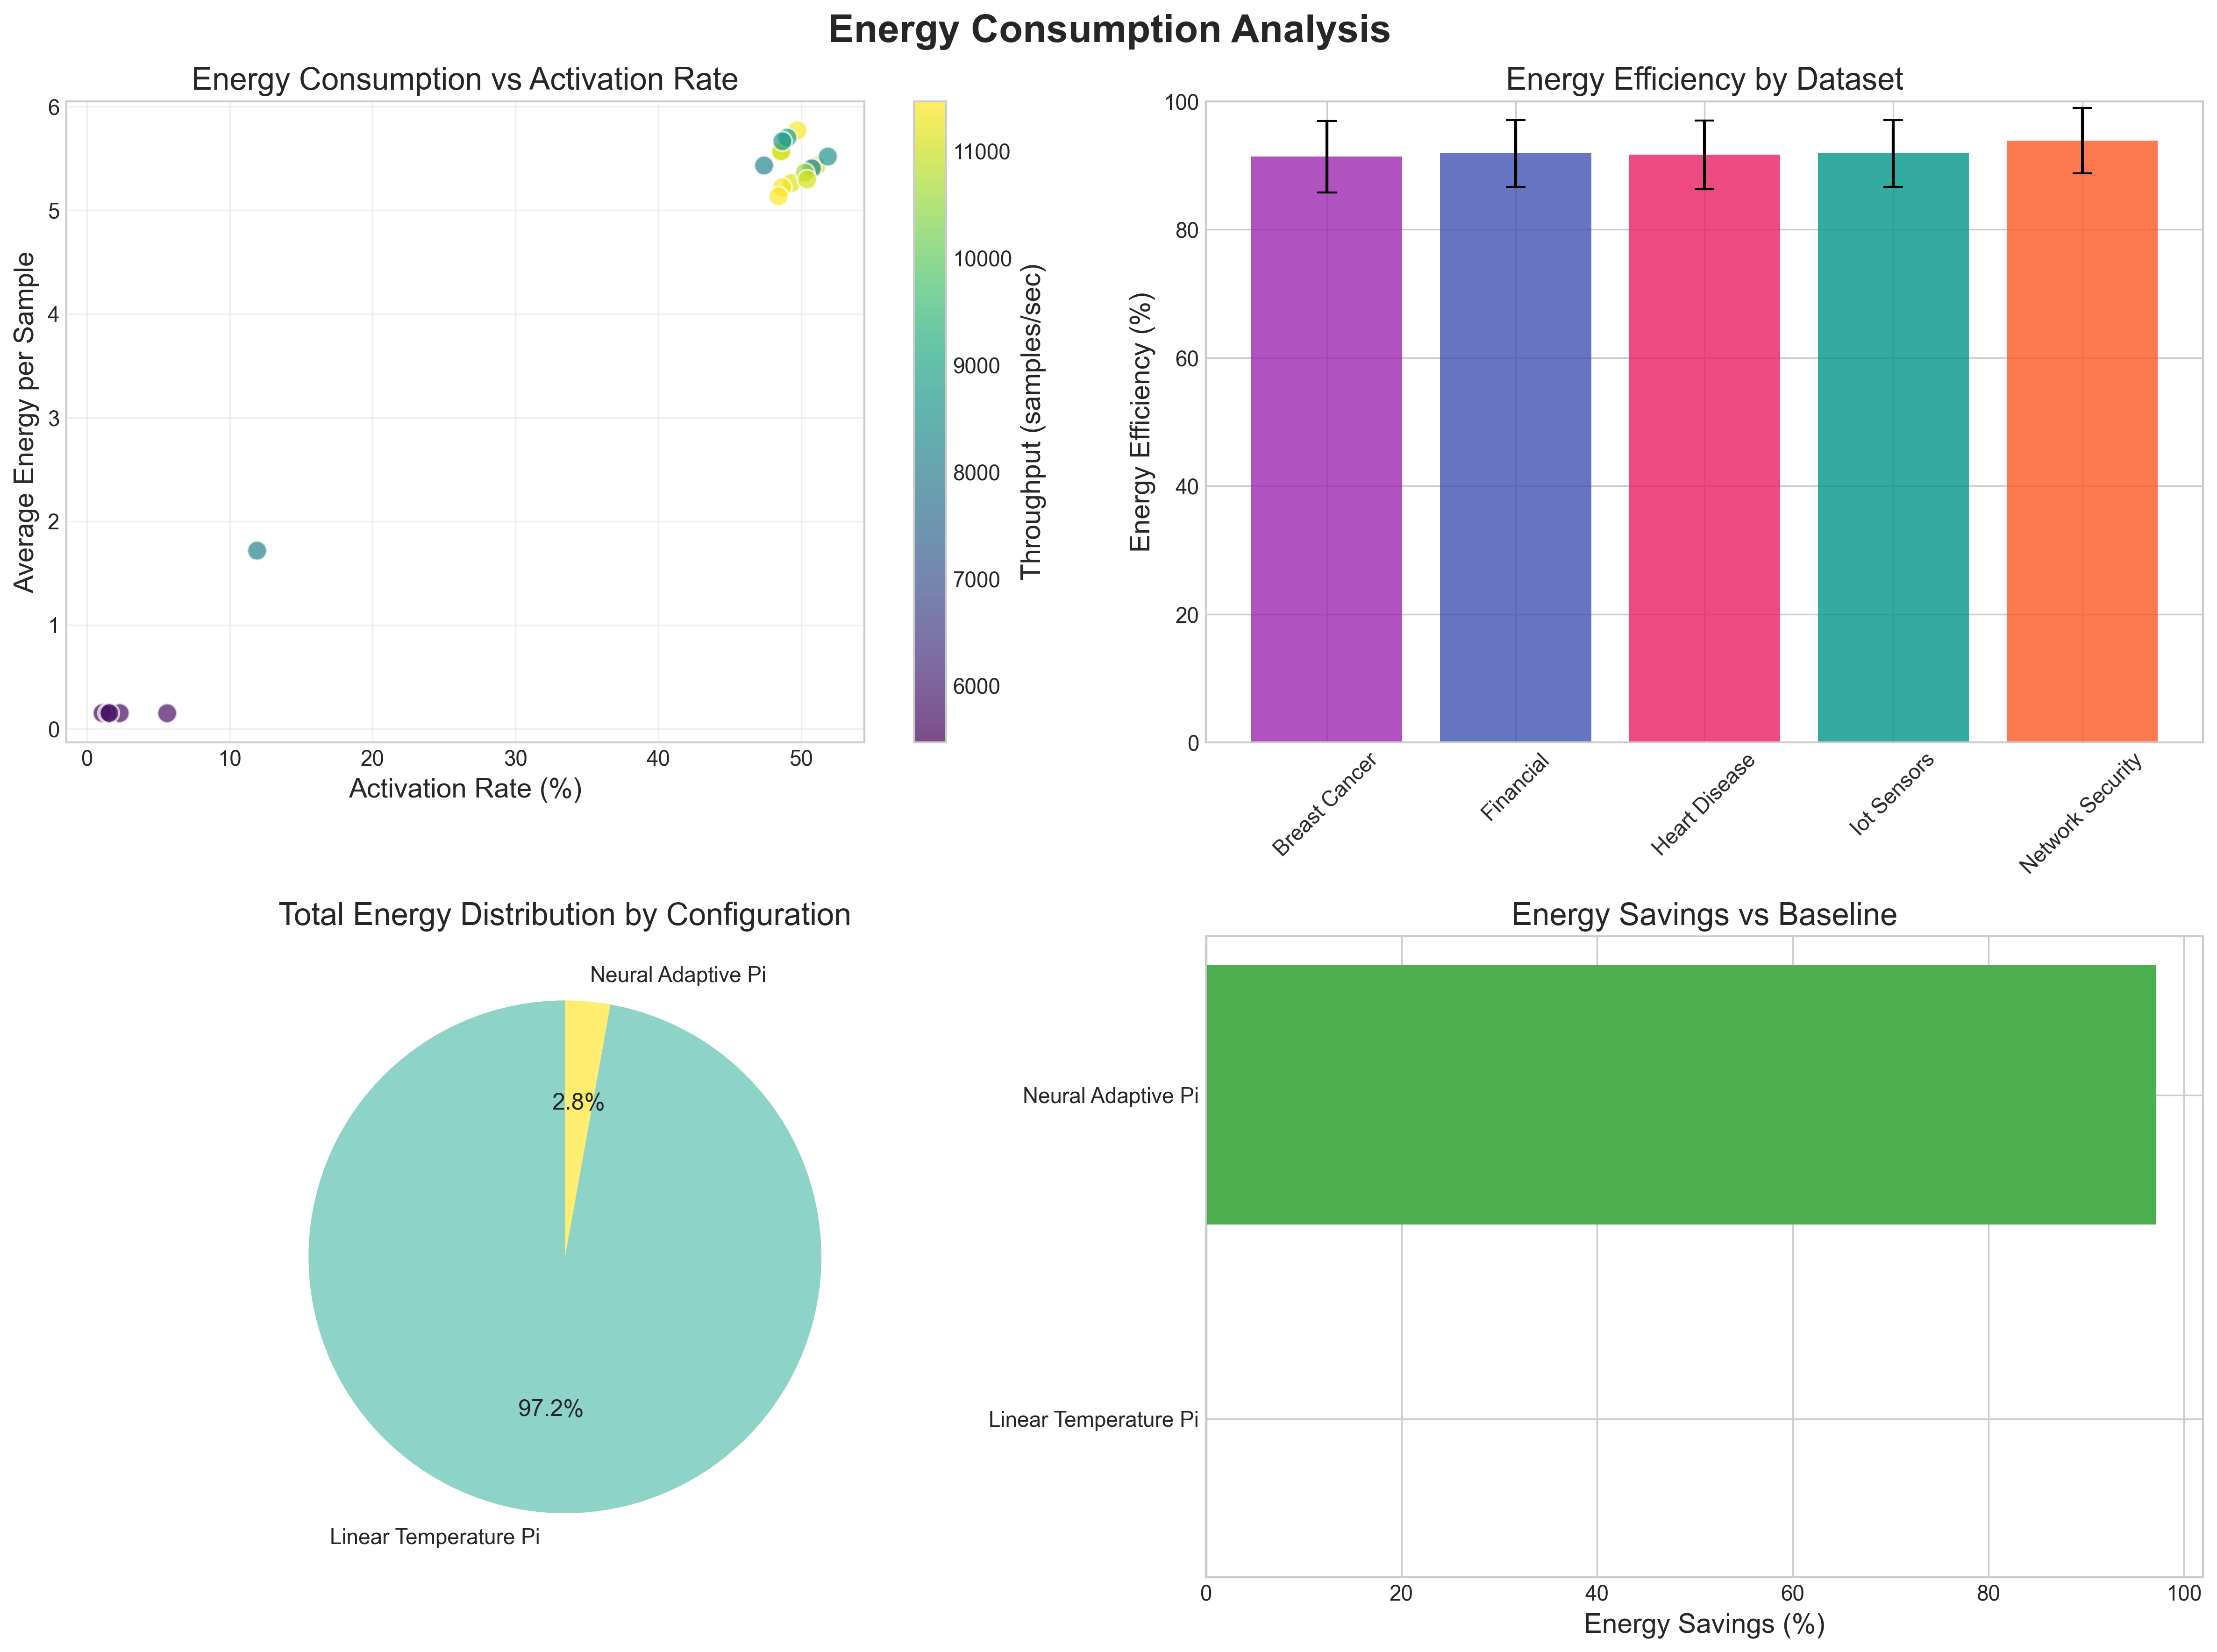 Energy Consumption Analysis
Energy Consumption vs Activation Rate
Average Energy per Sample
6
5
4
3
2
1
0
0 10 20 30 40 50
Activation Rate (%)
11000
10000
9000
8000
7000
6000
Throughput (samples/sec)
Energy Efficiency by Dataset
Energy Efficiency (%)
100
80
60
40
20
0
Breast Cancer
Financial
Heart Disease
Iot Sensors
Network Security
Total Energy Distribution by Configuration
Neural Adaptive Pi
2.8%
97.2%
Linear Temperature Pi
Energy Savings vs Baseline
Neural Adaptive Pi
Linear Temperature Pi
0 20 40 60 80 100
Energy Savings (%)